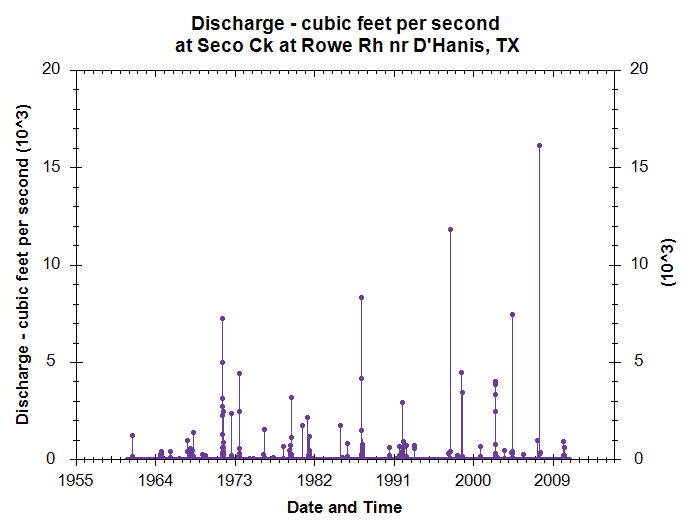 Discharge - cubic feet per second
at Seco Ck at Rowe Rh nr D'Hanis, TX
20
20
15
15
10
10
5
5
0
0
Discharge - cubic feet per second (10^3)
(10^3)
1955 1964 1973 1982 1991 2000 2009
Date and Time